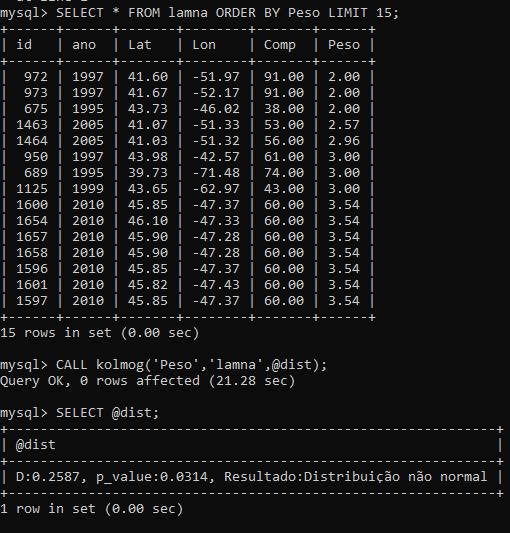 mysql> SELECT * FROM lamna ORDER BY Peso LIMIT 15;
+------+------+-------+--------+-------+------+
| id   | ano  | Lat   | Lon    | Comp  | Peso |
+------+------+-------+--------+-------+------+
|  972 | 1997 | 41.60 | -51.97 | 91.00 | 2.00 |
|  973 | 1997 | 41.67 | -52.17 | 91.00 | 2.00 |
|  675 | 1995 | 43.73 | -46.02 | 38.00 | 2.00 |
| 1463 | 2005 | 41.07 | -51.33 | 53.00 | 2.57 |
| 1464 | 2005 | 41.03 | -51.32 | 56.00 | 2.96 |
|  950 | 1997 | 43.98 | -42.57 | 61.00 | 3.00 |
|  689 | 1995 | 39.73 | -71.48 | 74.00 | 3.00 |
| 1125 | 1999 | 43.65 | -62.97 | 43.00 | 3.00 |
| 1600 | 2010 | 45.85 | -47.37 | 60.00 | 3.54 |
| 1654 | 2010 | 46.10 | -47.33 | 60.00 | 3.54 |
| 1657 | 2010 | 45.90 | -47.28 | 60.00 | 3.54 |
| 1658 | 2010 | 45.90 | -47.28 | 60.00 | 3.54 |
| 1596 | 2010 | 45.85 | -47.37 | 60.00 | 3.54 |
| 1601 | 2010 | 45.82 | -47.43 | 60.00 | 3.54 |
| 1597 | 2010 | 45.85 | -47.37 | 60.00 | 3.54 |
+------+------+-------+--------+-------+------+
15 rows in set (0.00 sec)
mysql> CALL kolmog('Peso','lamna',@dist);
Query OK, 0 rows affected (21.28 sec)
mysql> SELECT @dist;
+-------------------------------------------------------------+
| @dist                                                       |
+-------------------------------------------------------------+
| D:0.2587, p_value:0.0314, Resultado:Distribuição não normal |
+-------------------------------------------------------------+
1 row in set (0.00 sec)